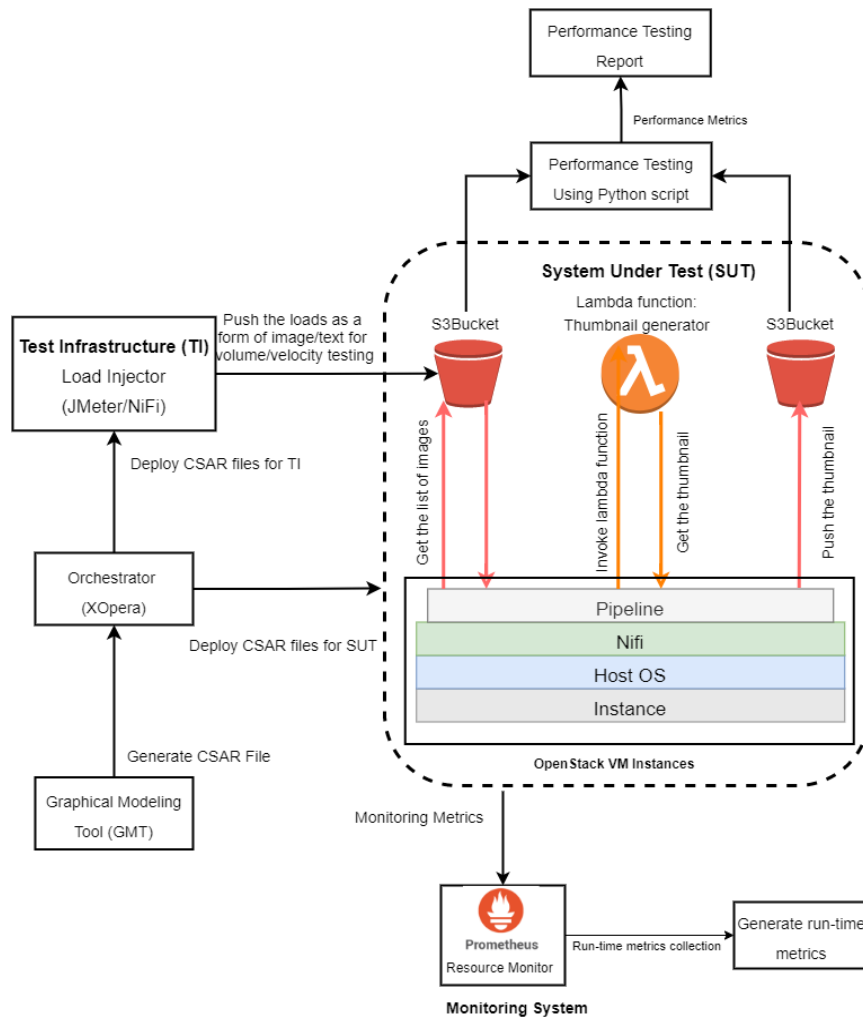 Performance Testing
Report
Performance Metrics
Performance Testing
Using Python script
System Under Test (SUT)
Lambda function:
Thumbnail generator
S3Bucket
S3Bucket
Push the loads as a
form of image/text for
volume/velocity testing
Test Infrastructure (TI)
Load Injector
(JMeter/NiFi)
Deploy CSAR files for TI
Get the list of images
Invoke lambda function
Get the thumbnail
Push the thumbnail
Orchestrator
(XOpera)
Deploy CSAR files for SUT
Pipeline
Nifi
Host OS
Instance
OpenStack VM Instances
Generate CSAR File
Graphical Modeling
Tool (GMT)
Monitoring Metrics
Prometheus
Resource Monitor
Run-time metrics collection
Generate run-time
metrics
Monitoring System